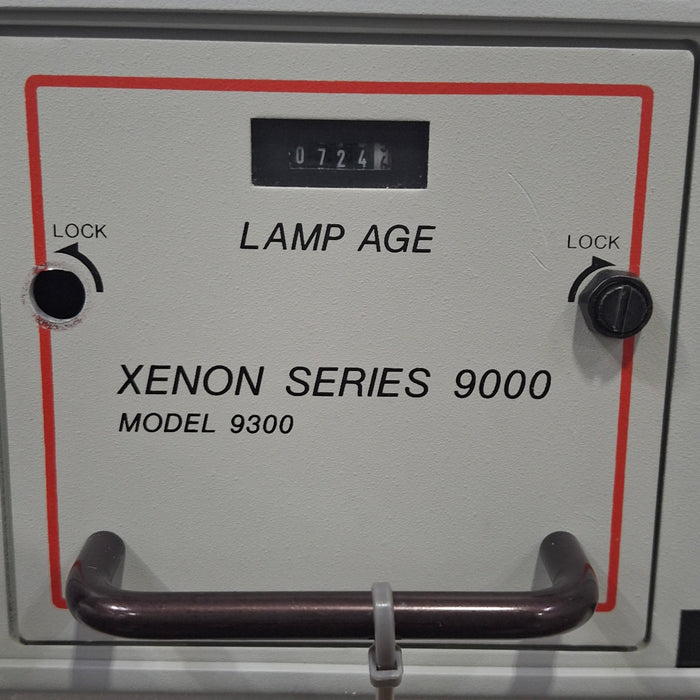 0724
LAMP AGE
LOCK
LOCK
XENON SERIES 9000
MODEL 9300